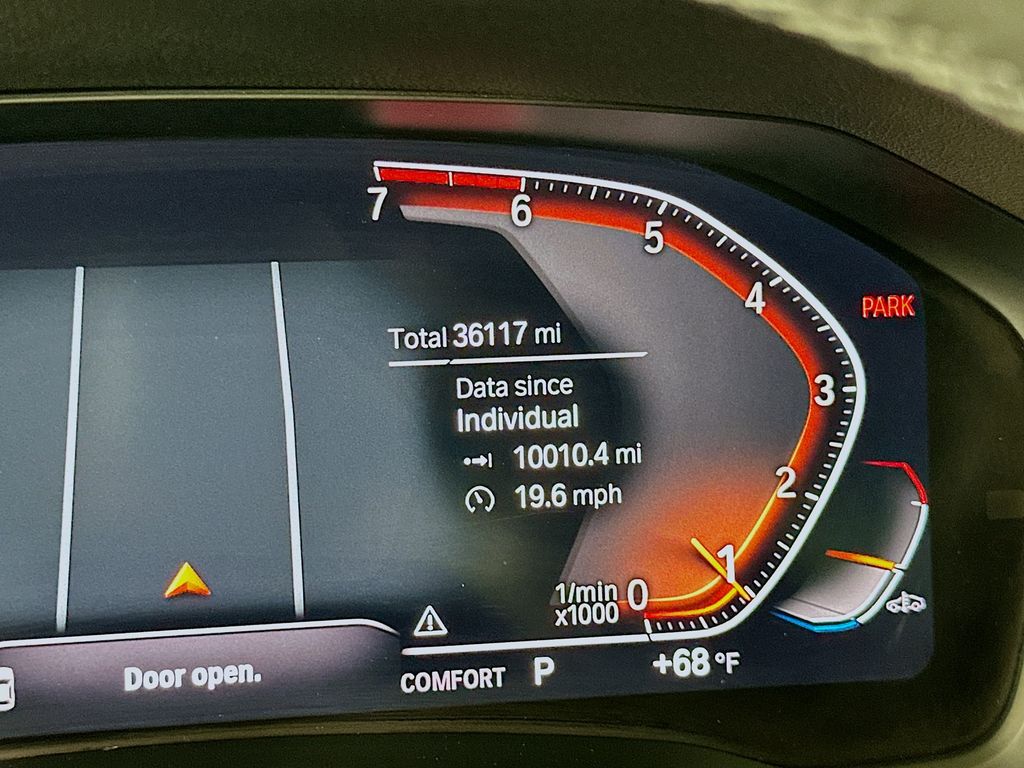 7
6
5
4
PARK
Total 36117 mi
3
Data since
Individual
10010.4 mi
2
19.6 mph
1
1/min
x1000
0
Door open.
COMFORT P +68 °F